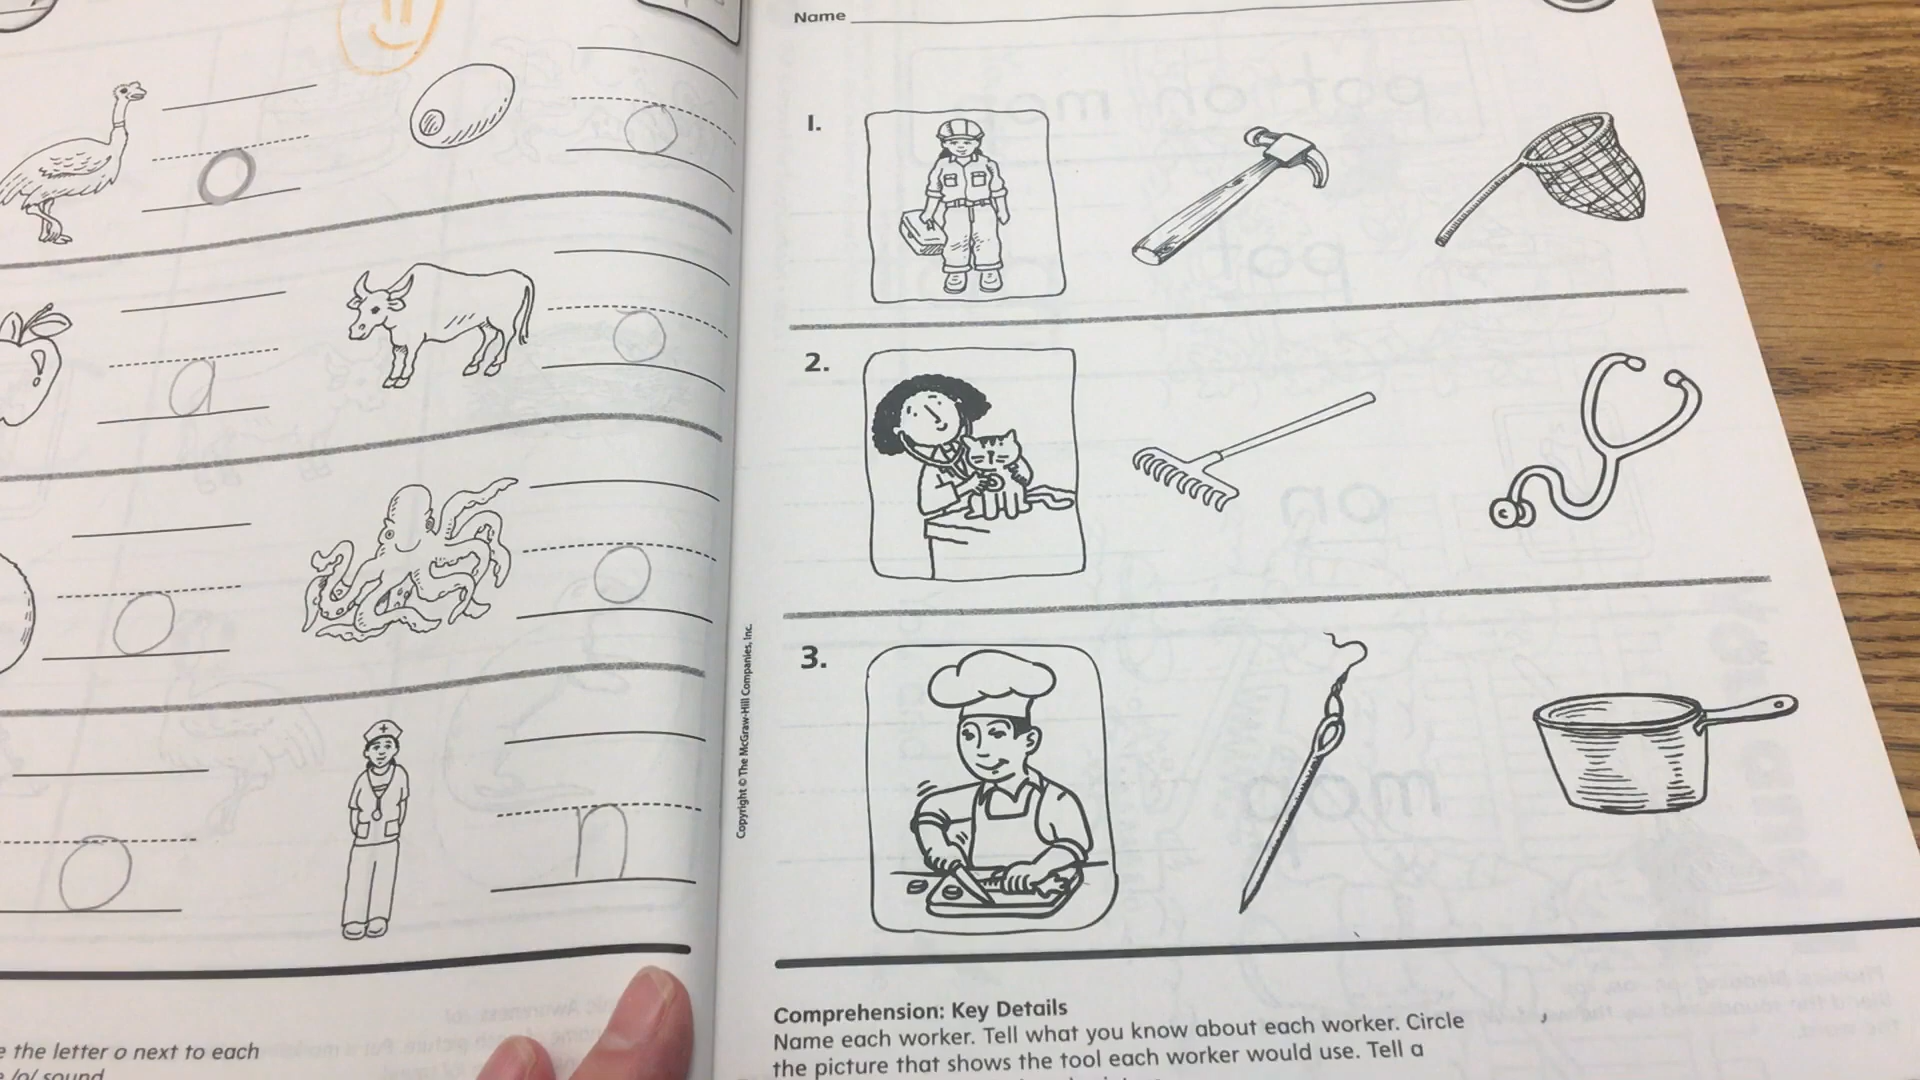 o
o
a
o
o
o
o
n
e the letter o next to each
e /o/ sound
Name
1.
2.
3.
Copyright © The McGraw-Hill Companies, Inc.
Comprehension: Key Details
Name each worker. Tell what you know about each worker. Circle
the picture that shows the tool each worker would use. Tell a